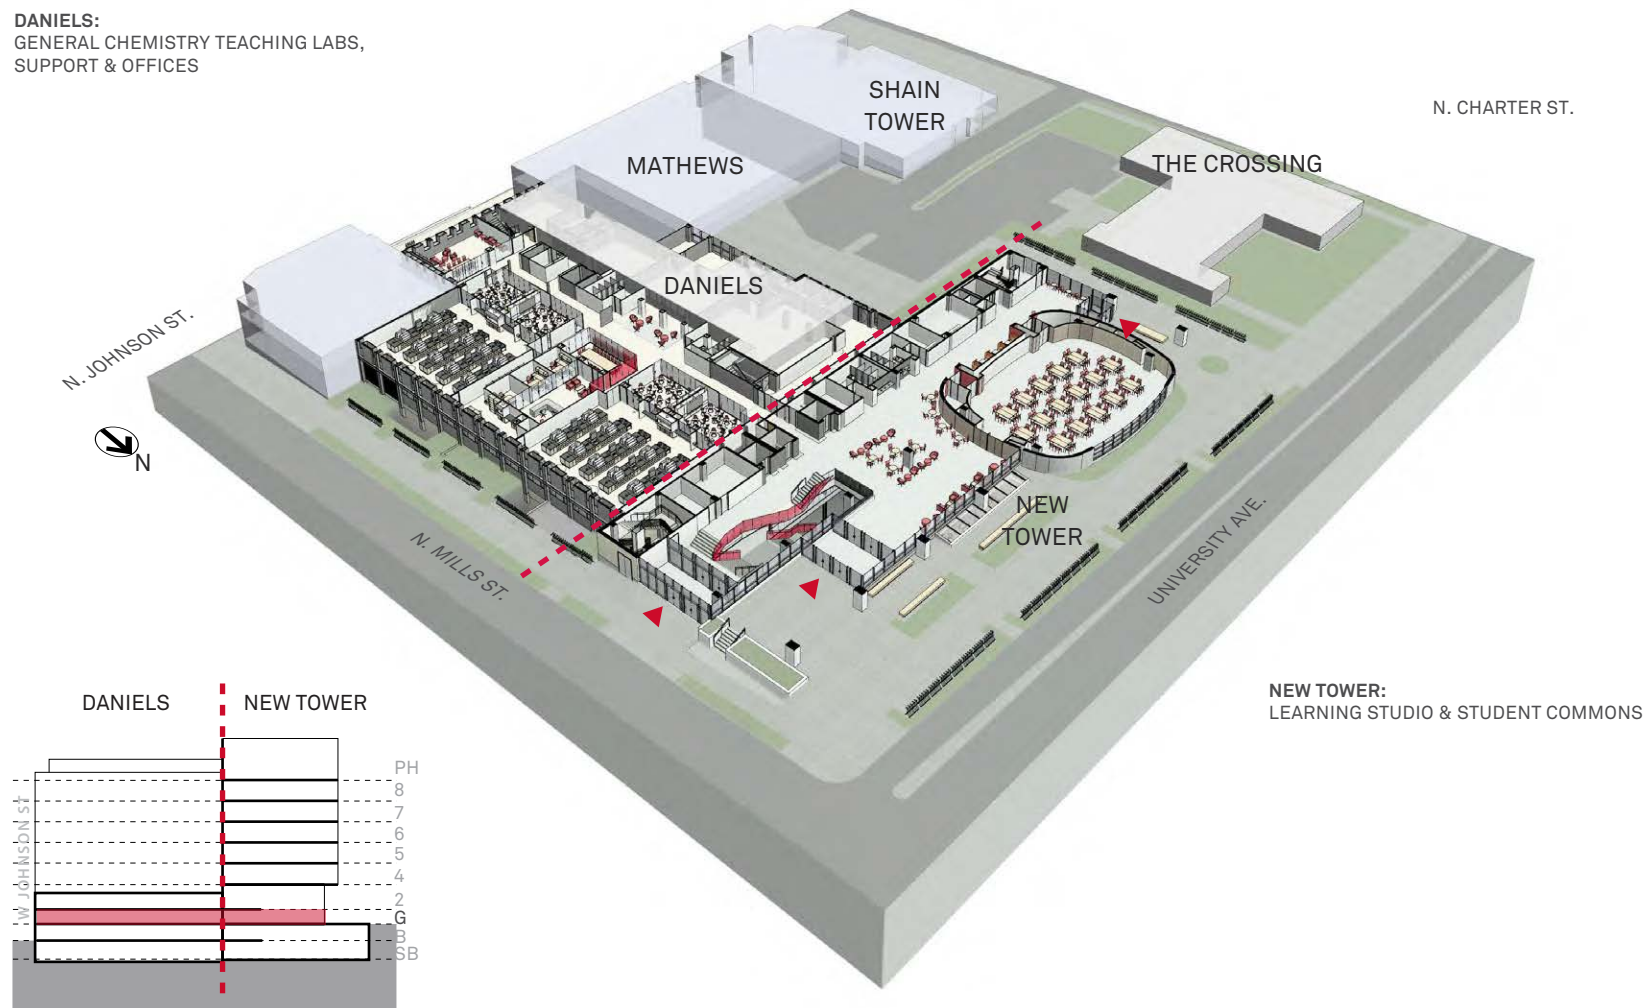 DANIELS:
GENERAL CHEMISTRY TEACHING LABS,
SUPPORT & OFFICES
SHAIN
TOWER
N. CHARTER ST.
MATHEWS
THE CROSSING
DANIELS
N. JOHNSON ST.
N
NEW
TOWER
N. MILLS ST.
UNIVERSITY AVE.
NEW TOWER:
LEARNING STUDIO & STUDENT COMMONS
DANIELS
NEW TOWER
PH
8
7
6
5
4
2
G
B
SB
W JOHNSON ST